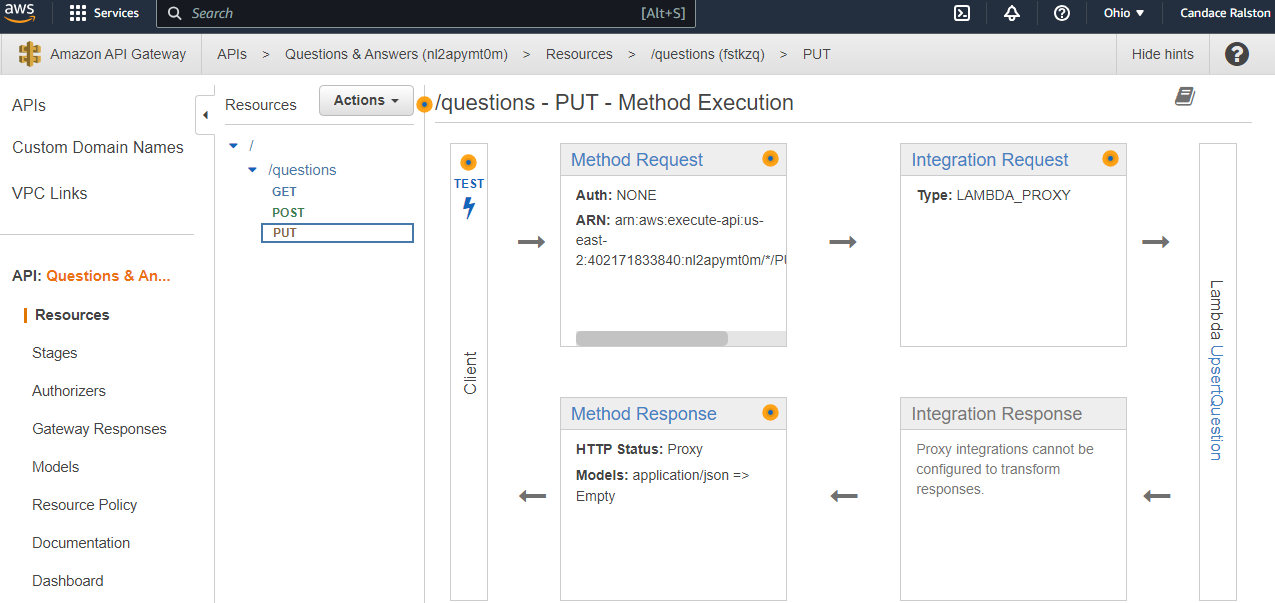 aws
Services
Search
[Alt+S]
Ohio
Candace Ralston
Amazon API Gateway
APIs > Questions & Answers (nl2apymt0m) > Resources > /questions (fstkzq) > PUT
Hide hints
APIs
Custom Domain Names
VPC Links
API: Questions & An...
Resources
Stages
Authorizers
Gateway Responses
Models
Resource Policy
Documentation
Dashboard
Resources
Actions
/
/questions
GET
POST
PUT
/questions - PUT - Method Execution
TEST
Client
Method Request
Auth: NONE
ARN: arn:aws:execute-api:us-
east-
2:402171833840:nl2apymt0m/*/PU
Integration Request
Type: LAMBDA_PROXY
Lambda UpsertQuestion
Method Response
HTTP Status: Proxy
Models: application/json =>
Empty
Integration Response
Proxy integrations cannot be
configured to transform
responses.